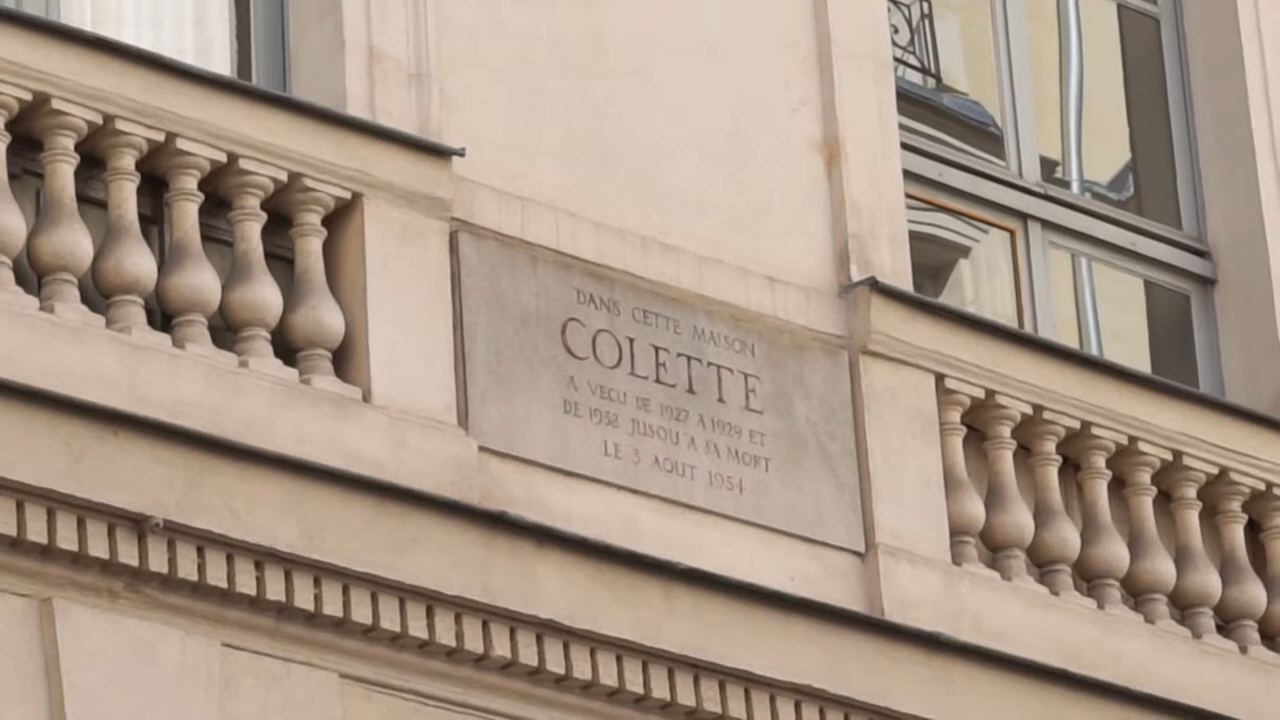 DANS CETTE MAISON
COLETTE
A VECU DE 1927 A 1929 ET
DE 1938 JUSQU'A SA MORT
LE 3 AOUT 1954